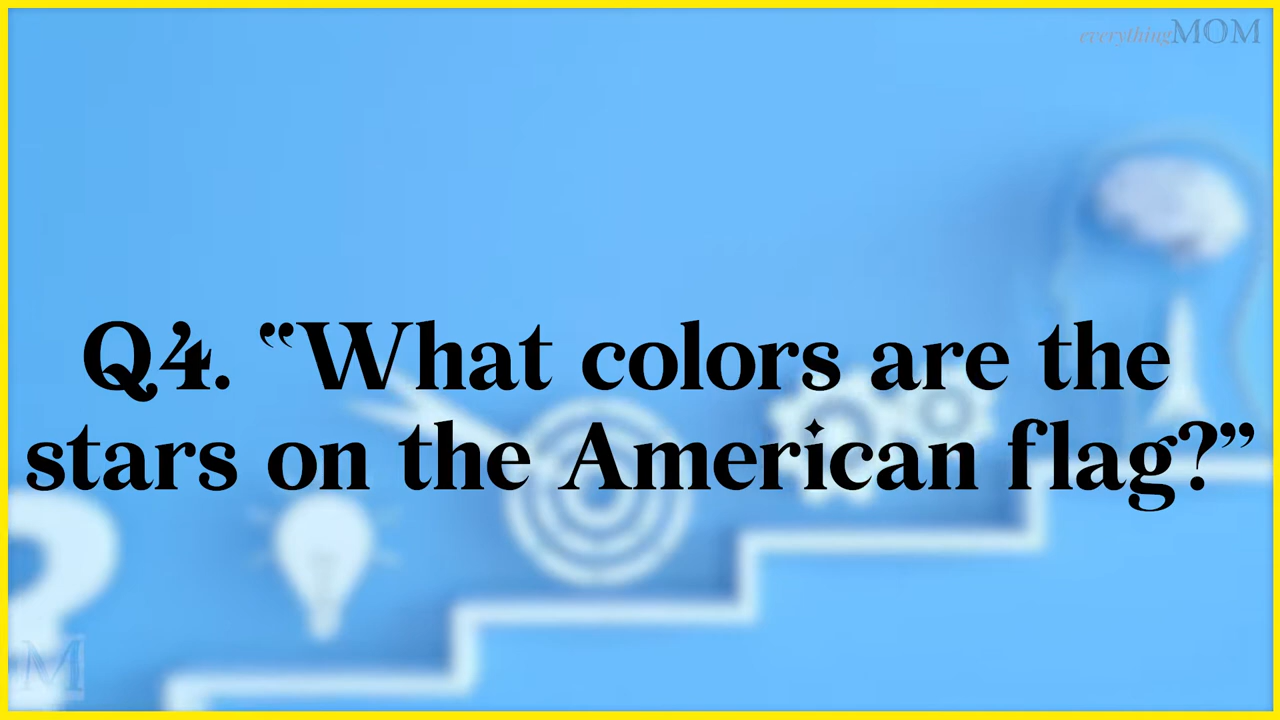 everythingMOM
Q4. “What colors are the
stars on the American flag?”
M